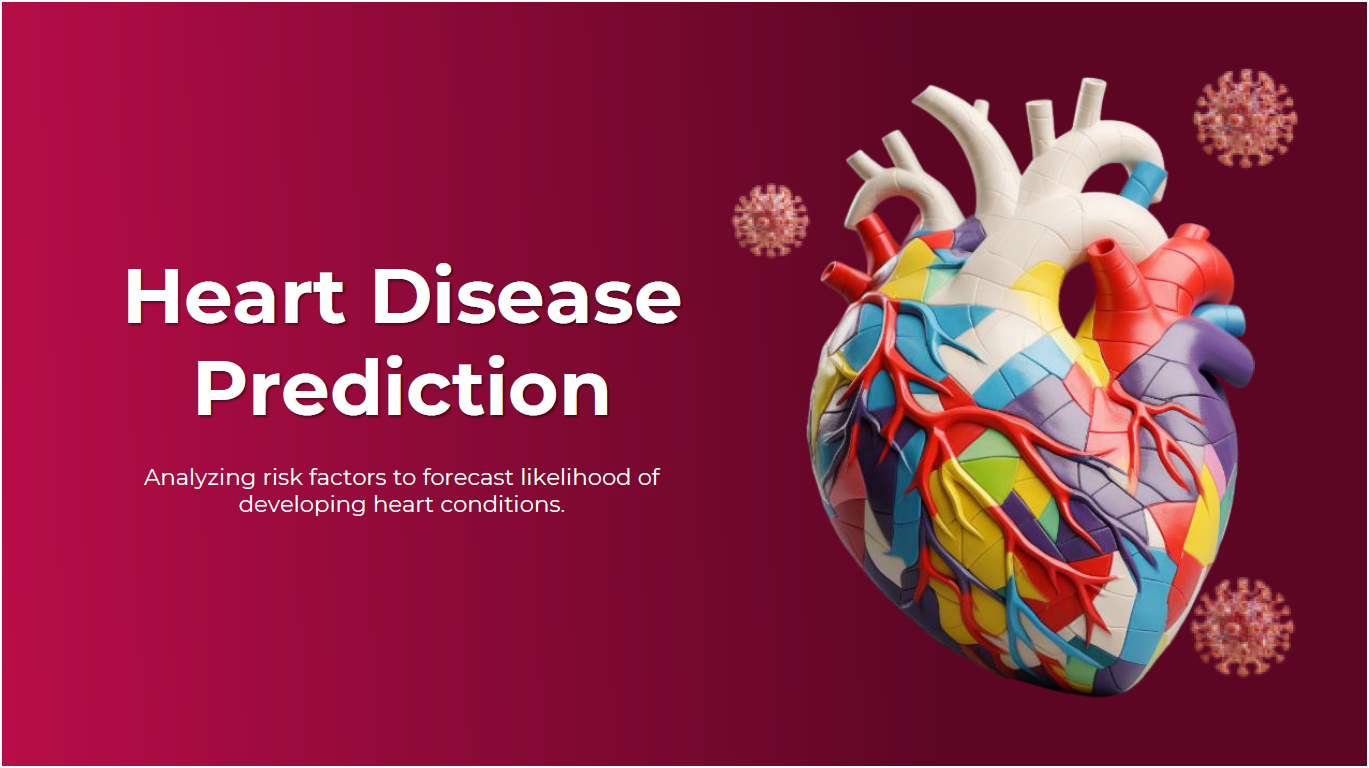 Heart Disease
Prediction
Analyzing risk factors to forecast likelihood of
developing heart conditions.